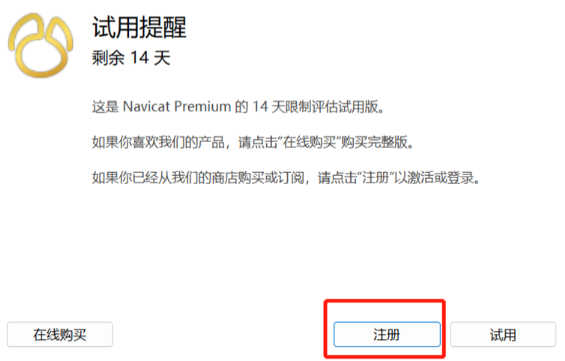 试用提醒
剩余 14 天
这是 Navicat Premium 的 14 天限制评估试用版。
如果你喜欢我们的产品，请点击“在线购买”购买完整版。
如果你已经从我们的商店购买或订阅，请点击“注册”以激活或登录。
在线购买 注册 试用